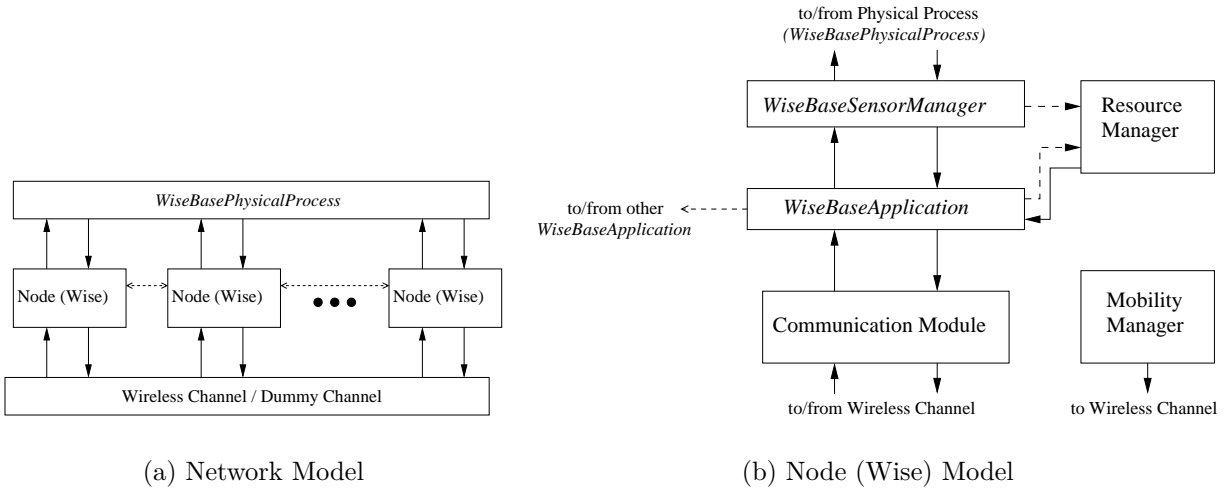 WiseBasePhysicalProcess
Node (Wise)
Node (Wise)
Node (Wise)
Wireless Channel / Dummy Channel
(a) Network Model
to/from Physical Process
(WiseBasePhysicalProcess)
WiseBaseSensorManager
Resource
Manager
to/from other
WiseBaseApplication
WiseBaseApplication
Communication Module
Mobility
Manager
to/from Wireless Channel
to Wireless Channel
(b) Node (Wise) Model